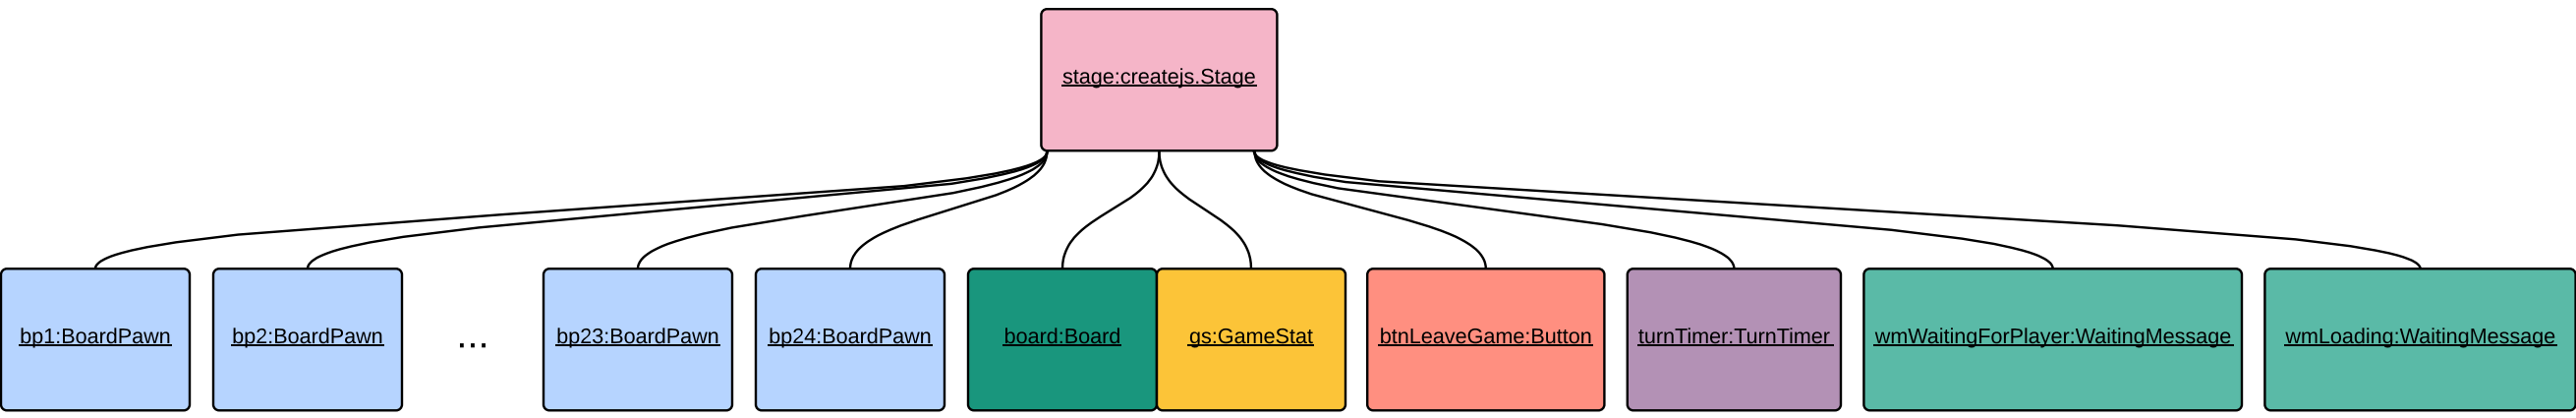 stage:createjs.Stage
bp1:BoardPawn
bp2:BoardPawn
...
bp23:BoardPawn
bp24:BoardPawn
board:Board
gs:GameStat
btnLeaveGame:Button
turnTimer:TurnTimer
wmWaitingForPlayer:WaitingMessage
wmLoading:WaitingMessage